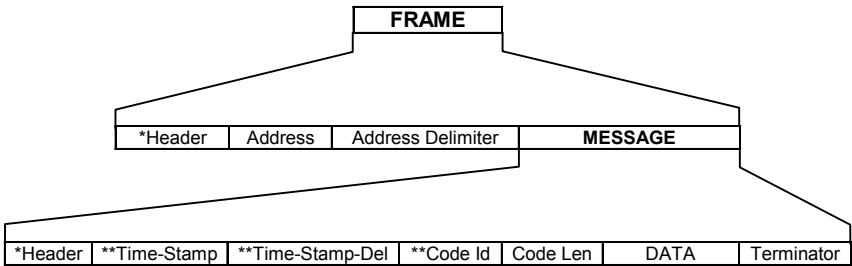 FRAME
*Header Address Address Delimiter MESSAGE
*Header **Time-Stamp **Time-Stamp-Del **Code Id Code Len DATA Terminator